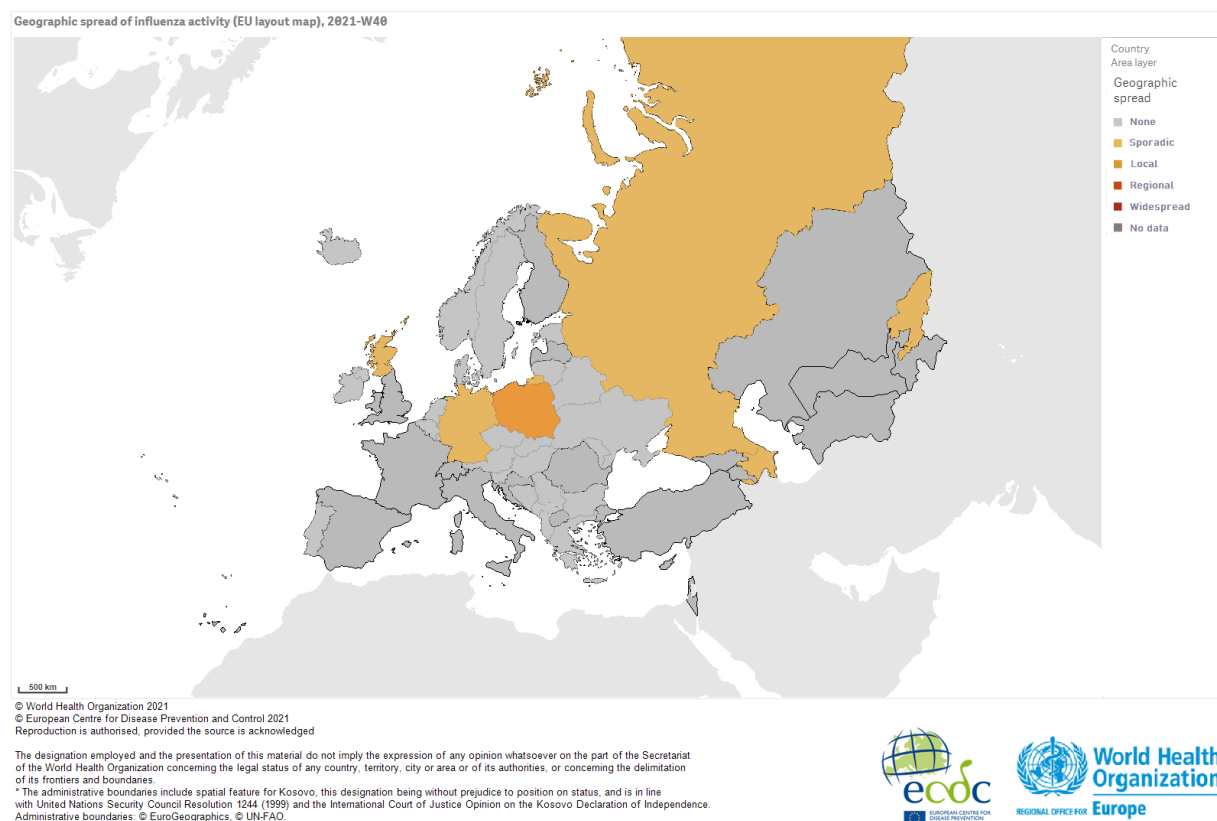 Geographic spread of influenza activity (EU layout map), 2021-W40
Country
Area layer
Geographic
spread
None
Sporadic
Local
Regional
Widespread
No data
500 km
© World Health Organization 2021
© European Centre for Disease Prevention and Control 2021
Reproduction is authorised, provided the source is acknowledged
The designation employed and the presentation of this material do not imply the expression of any opinion whatsoever on the part of the Secretariat
of the World Health Organization concerning the legal status of any country, territory, city or area or of its authorities, or concerning the delimitation
of its frontiers and boundaries.
* The administrative boundaries include spatial feature for Kosovo, this designation being without prejudice to position on status, and is in line
with United Nations Security Council Resolution 1244 (1999) and the International Court of Justice Opinion on the Kosovo Declaration of Independence.
Administrative boundaries: © EuroGeographics, © UN-FAO.
ecdc
EUROPEAN CENTRE FOR
DISEASE PREVENTION
World Health
Organization
REGIONAL OFFICE FOR Europe